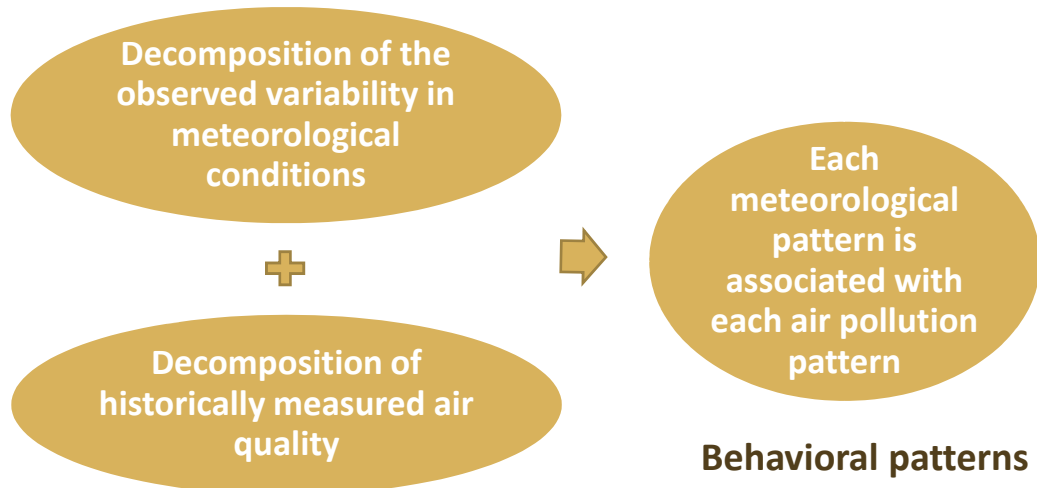 Decomposition of the
observed variability in
meteorological
conditions
Decomposition of
historically measured air
quality
Each
meteorological
pattern is
associated with
each air pollution
pattern
Behavioral patterns